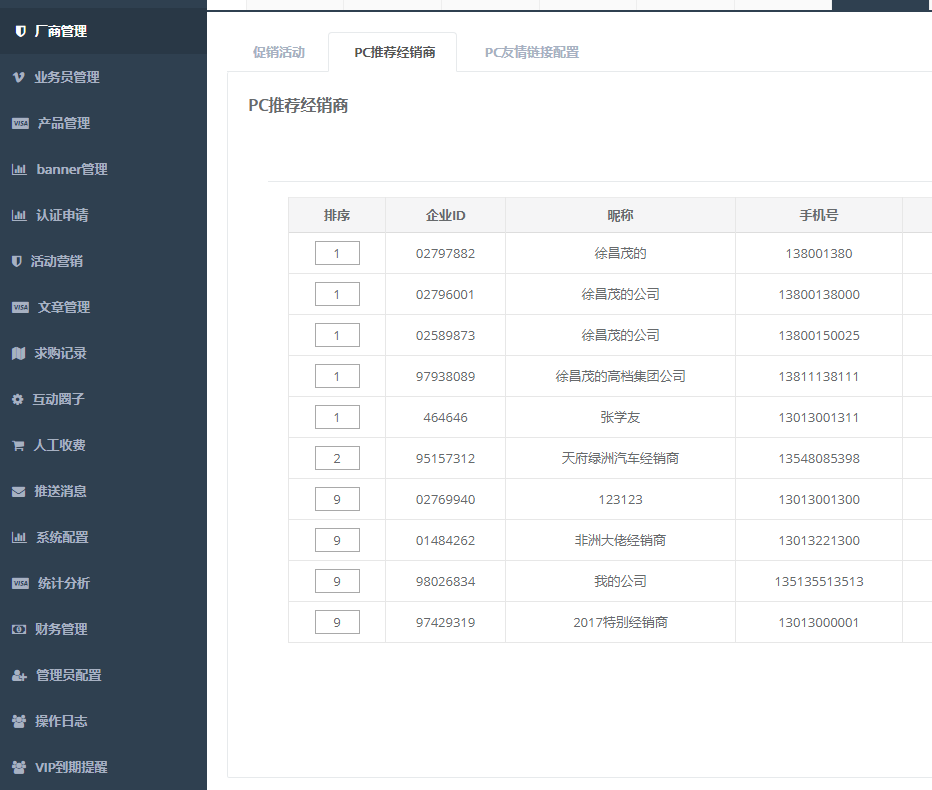 厂商管理
业务员管理
产品管理
banner管理
认证申请
活动营销
文章管理
求购记录
互动圈子
人工收费
推送消息
系统配置
统计分析
财务管理
管理员配置
操作日志
VIP到期提醒
促销活动 PC推荐经销商 PC友情链接配置
PC推荐经销商
排序 企业ID 昵称 手机号
1 02797882 徐昌茂的 138001380
1 02796001 徐昌茂的公司 13800138000
1 02589873 徐昌茂的公司 13800150025
1 97938089 徐昌茂的高档集团公司 13811138111
1 464646 张学友 13013001311
2 95157312 天府绿洲汽车经销商 13548085398
9 02769940 123123 13013001300
9 01484262 非洲大佬经销商 13013221300
9 98026834 我的公司 135135513513
9 97429319 2017特别经销商 13013000001